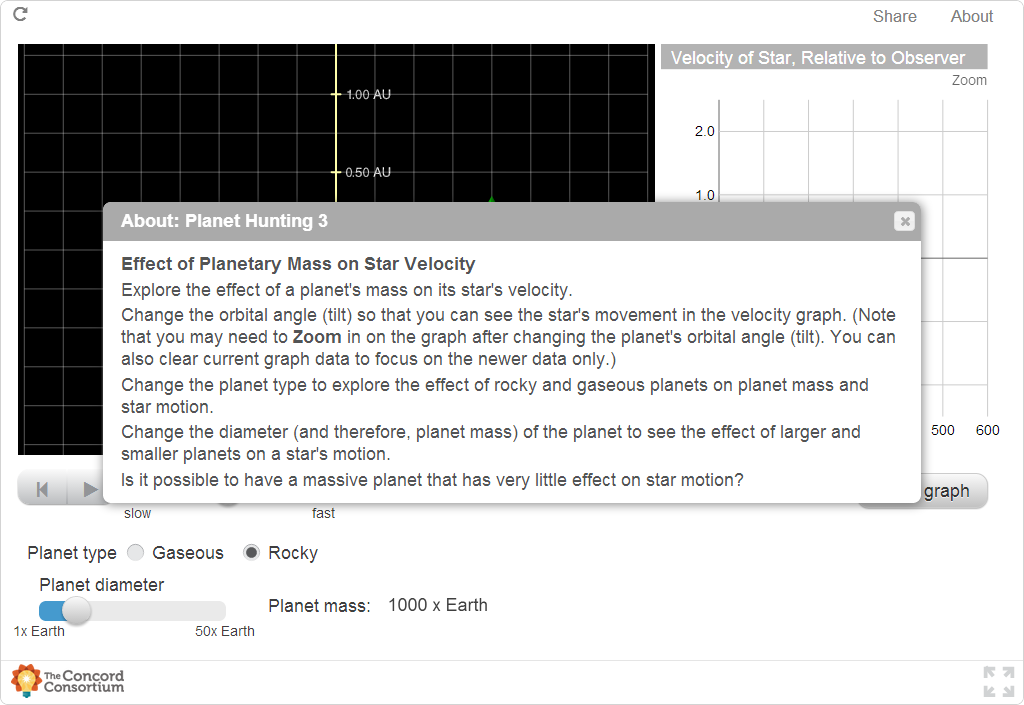 Share About
Velocity of Star, Relative to Observer
Zoom
1.00 AU
2.0
0.50 AU
1.0
About: Planet Hunting 3
Effect of Planetary Mass on Star Velocity
Explore the effect of a planet's mass on its star's velocity.
Change the orbital angle (tilt) so that you can see the star's movement in the velocity graph. (Note
that you may need to Zoom in on the graph after changing the planet's orbital angle (tilt). You can
also clear current graph data to focus on the newer data only.)
Change the planet type to explore the effect of rocky and gaseous planets on planet mass and
star motion.
Change the diameter (and therefore, planet mass) of the planet to see the effect of larger and
smaller planets on a star's motion.
Is it possible to have a massive planet that has very little effect on star motion?
500 600
graph
slow fast
Planet type Gaseous Rocky
Planet diameter
Planet mass: 1000 x Earth
1x Earth 50x Earth
The Concord
Consortium